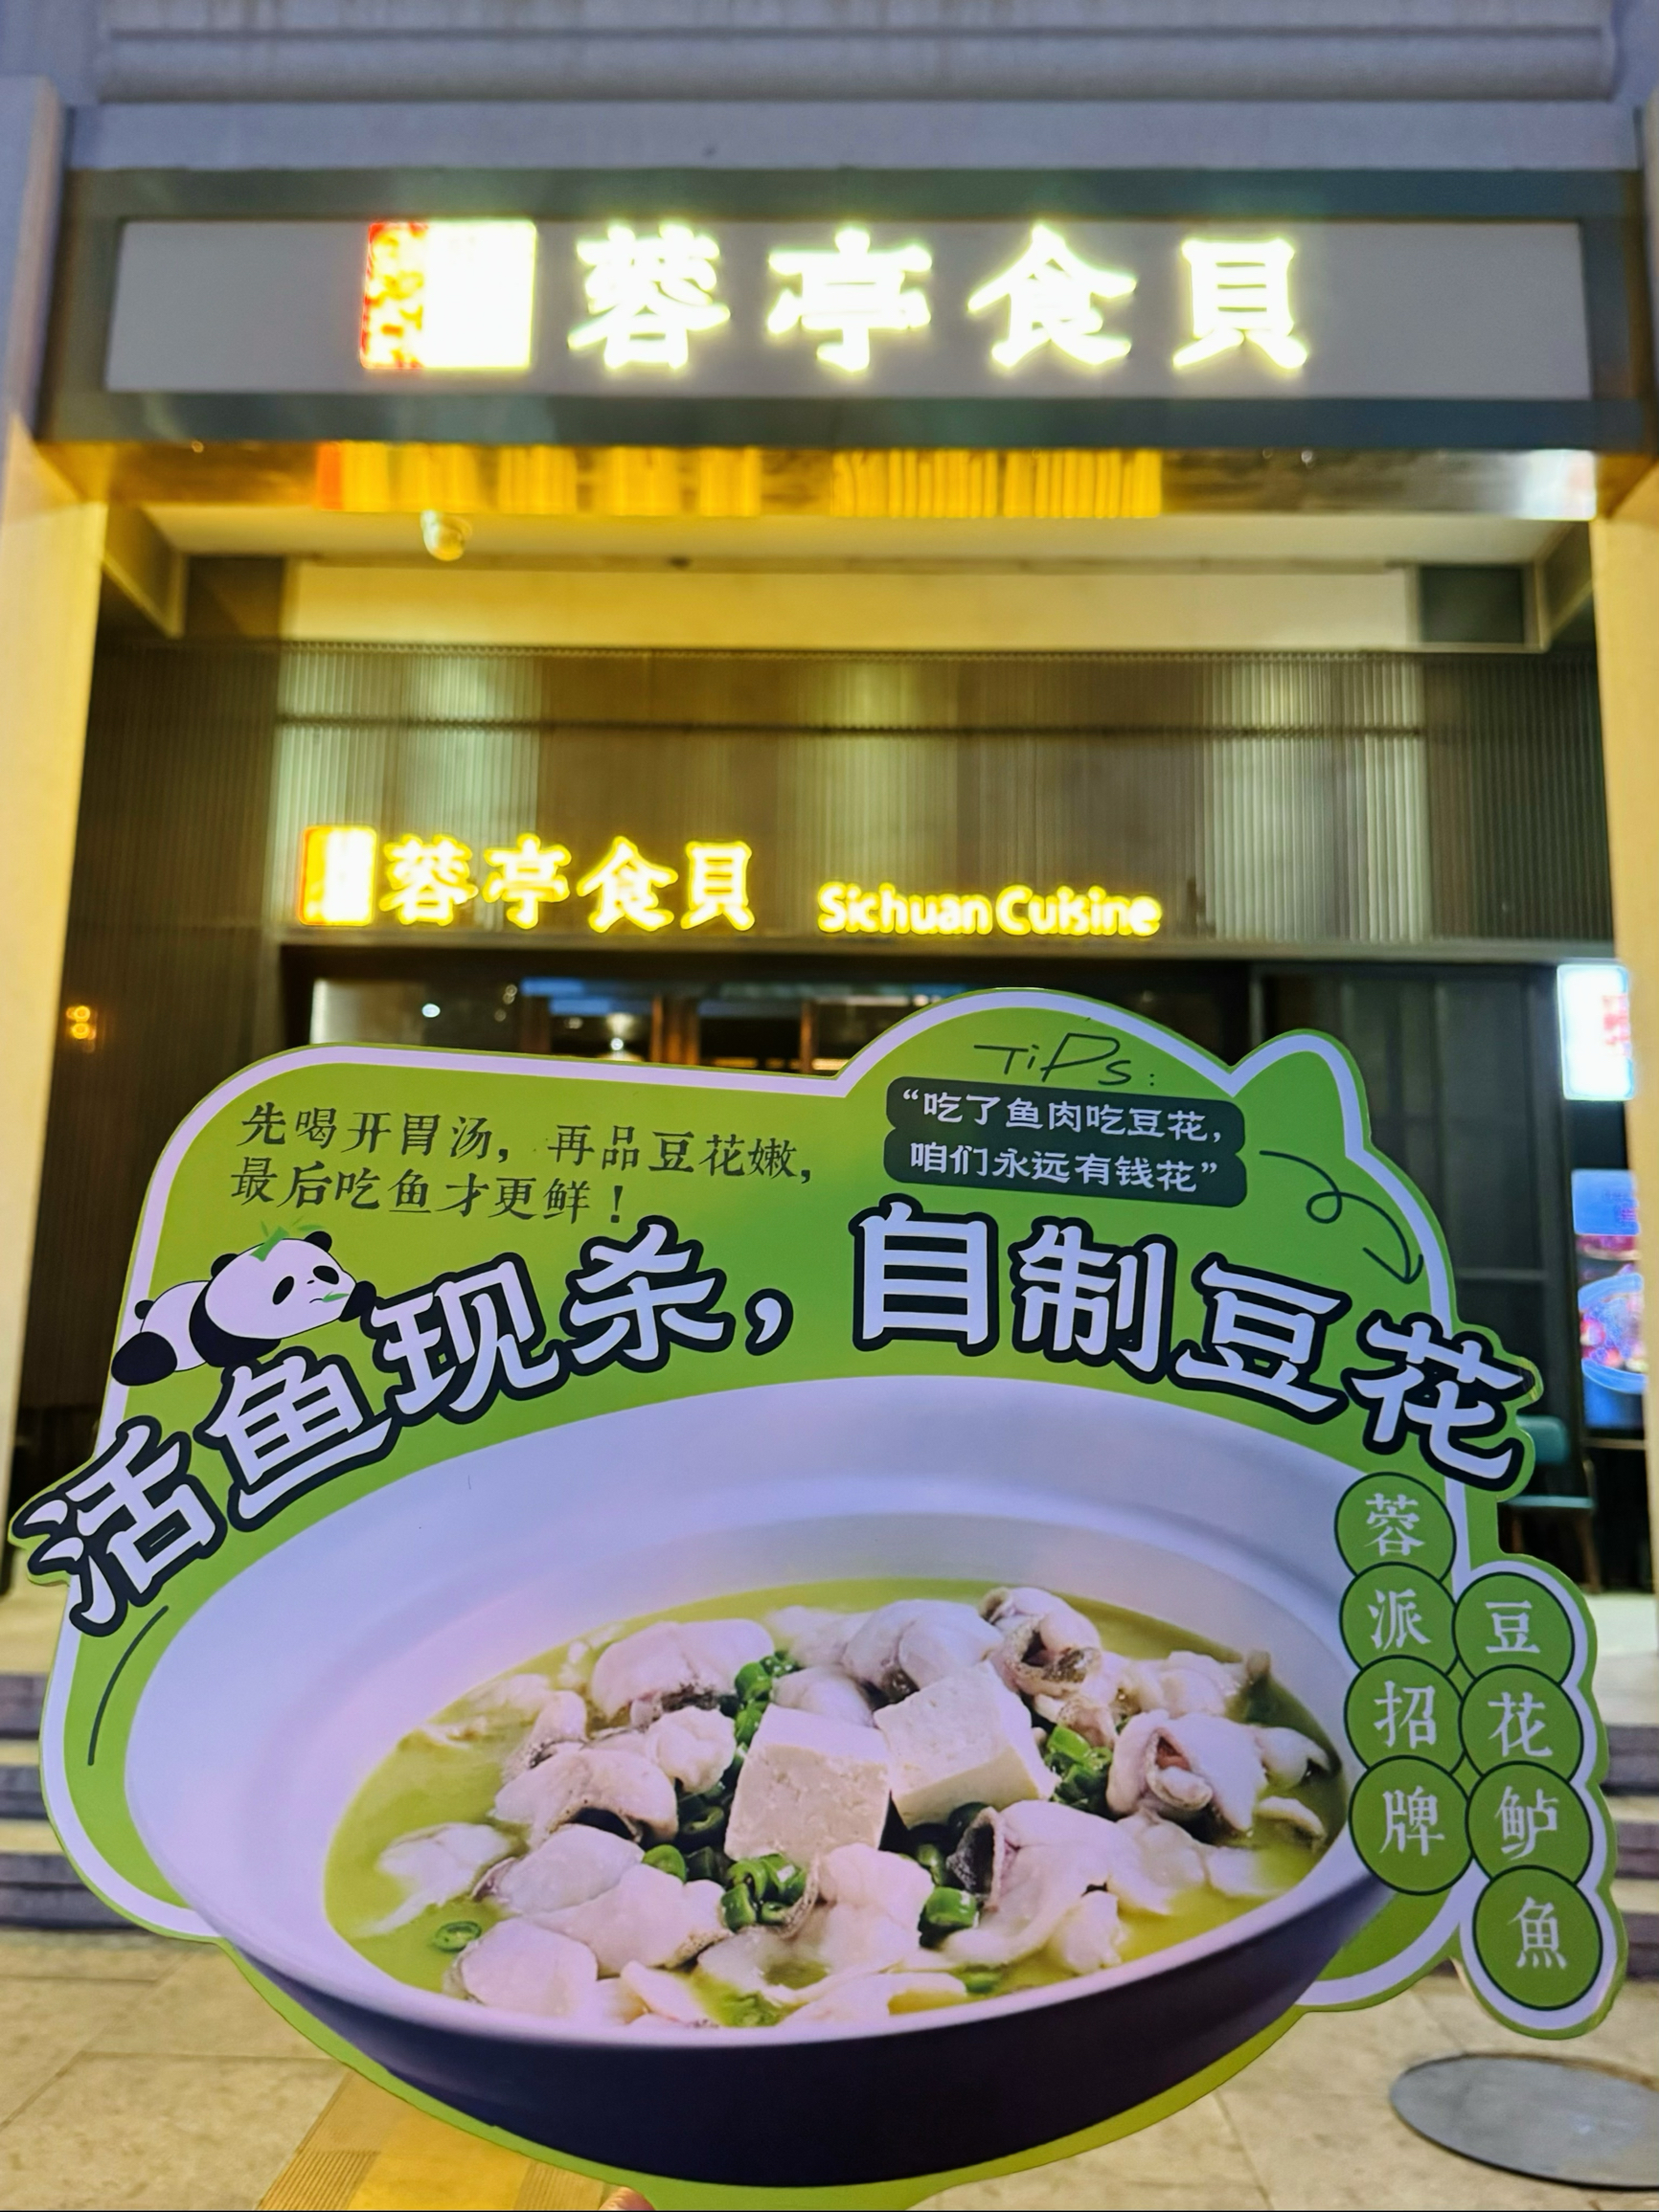 蓉亭食貝
蓉亭食貝 Sichuan Cuisine
TiPs:
“吃了鱼肉吃豆花，
咱们永远有钱花”
先喝开胃汤，再品豆花嫩，
最后吃鱼才更鲜！
活鱼现杀，自制豆花
蓉派招牌
豆花鲈魚